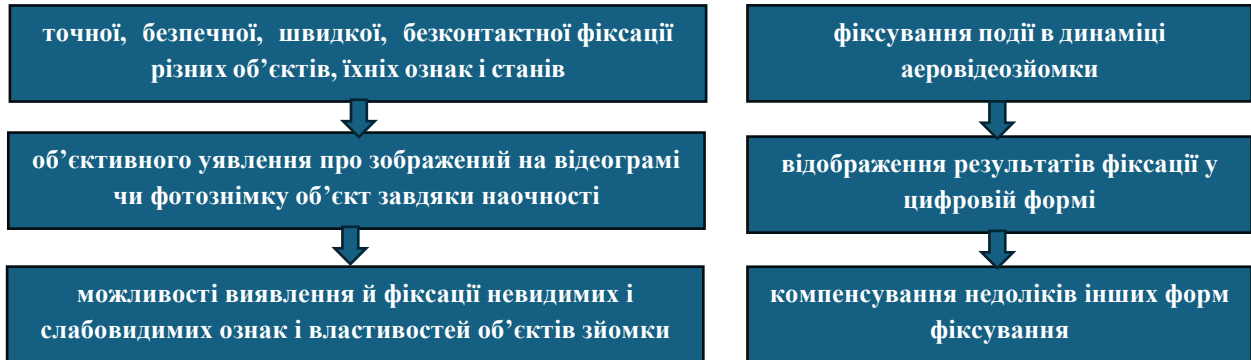 точної, безпечної, швидкої, безконтактної фіксації
різних об’єктів, їхніх ознак і станів
об’єктивного уявлення про зображений на відеограмі
чи фотознімку об’єкт завдяки наочності
можливості виявлення й фіксації невидимих і
слабовидимих ознак і властивостей об’єктів зйомки
фіксування події в динаміці
аеровідеозйомки
відображення результатів фіксації у
цифровій формі
компенсування недоліків інших форм
фіксування